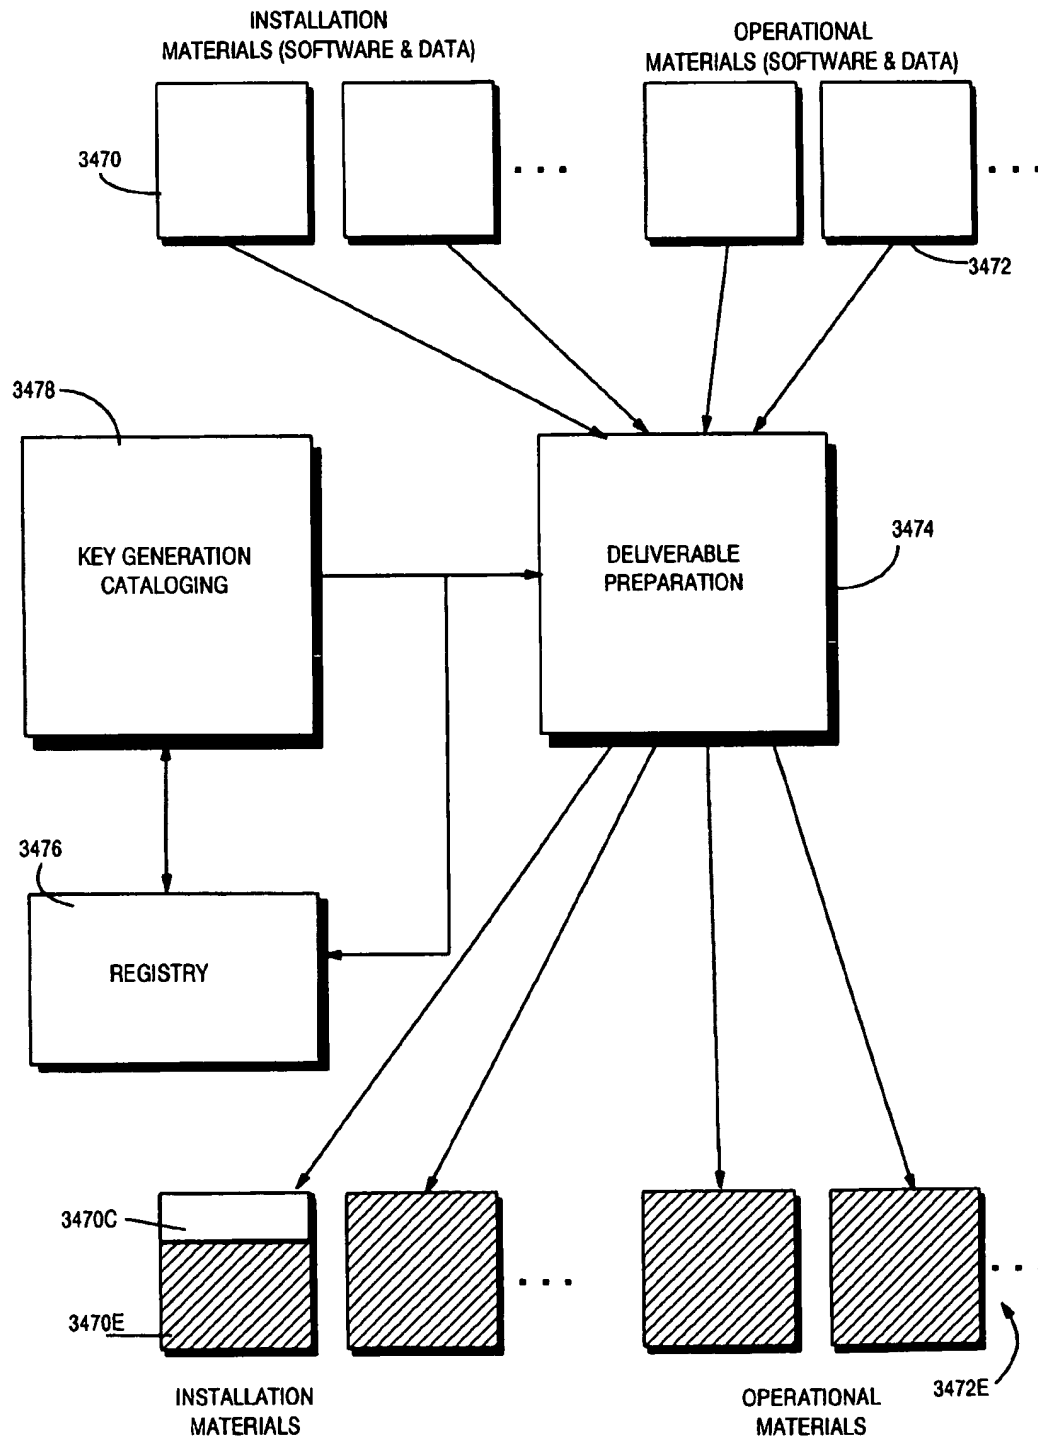 INSTALLATION
MATERIALS (SOFTWARE & DATA)
OPERATIONAL
MATERIALS (SOFTWARE & DATA)
3470
3472
3478
KEY GENERATION
CATALOGING
DELIVERABLE
PREPARATION
3474
3476
REGISTRY
3470C
3470E
3472E
INSTALLATION
MATERIALS
OPERATIONAL
MATERIALS